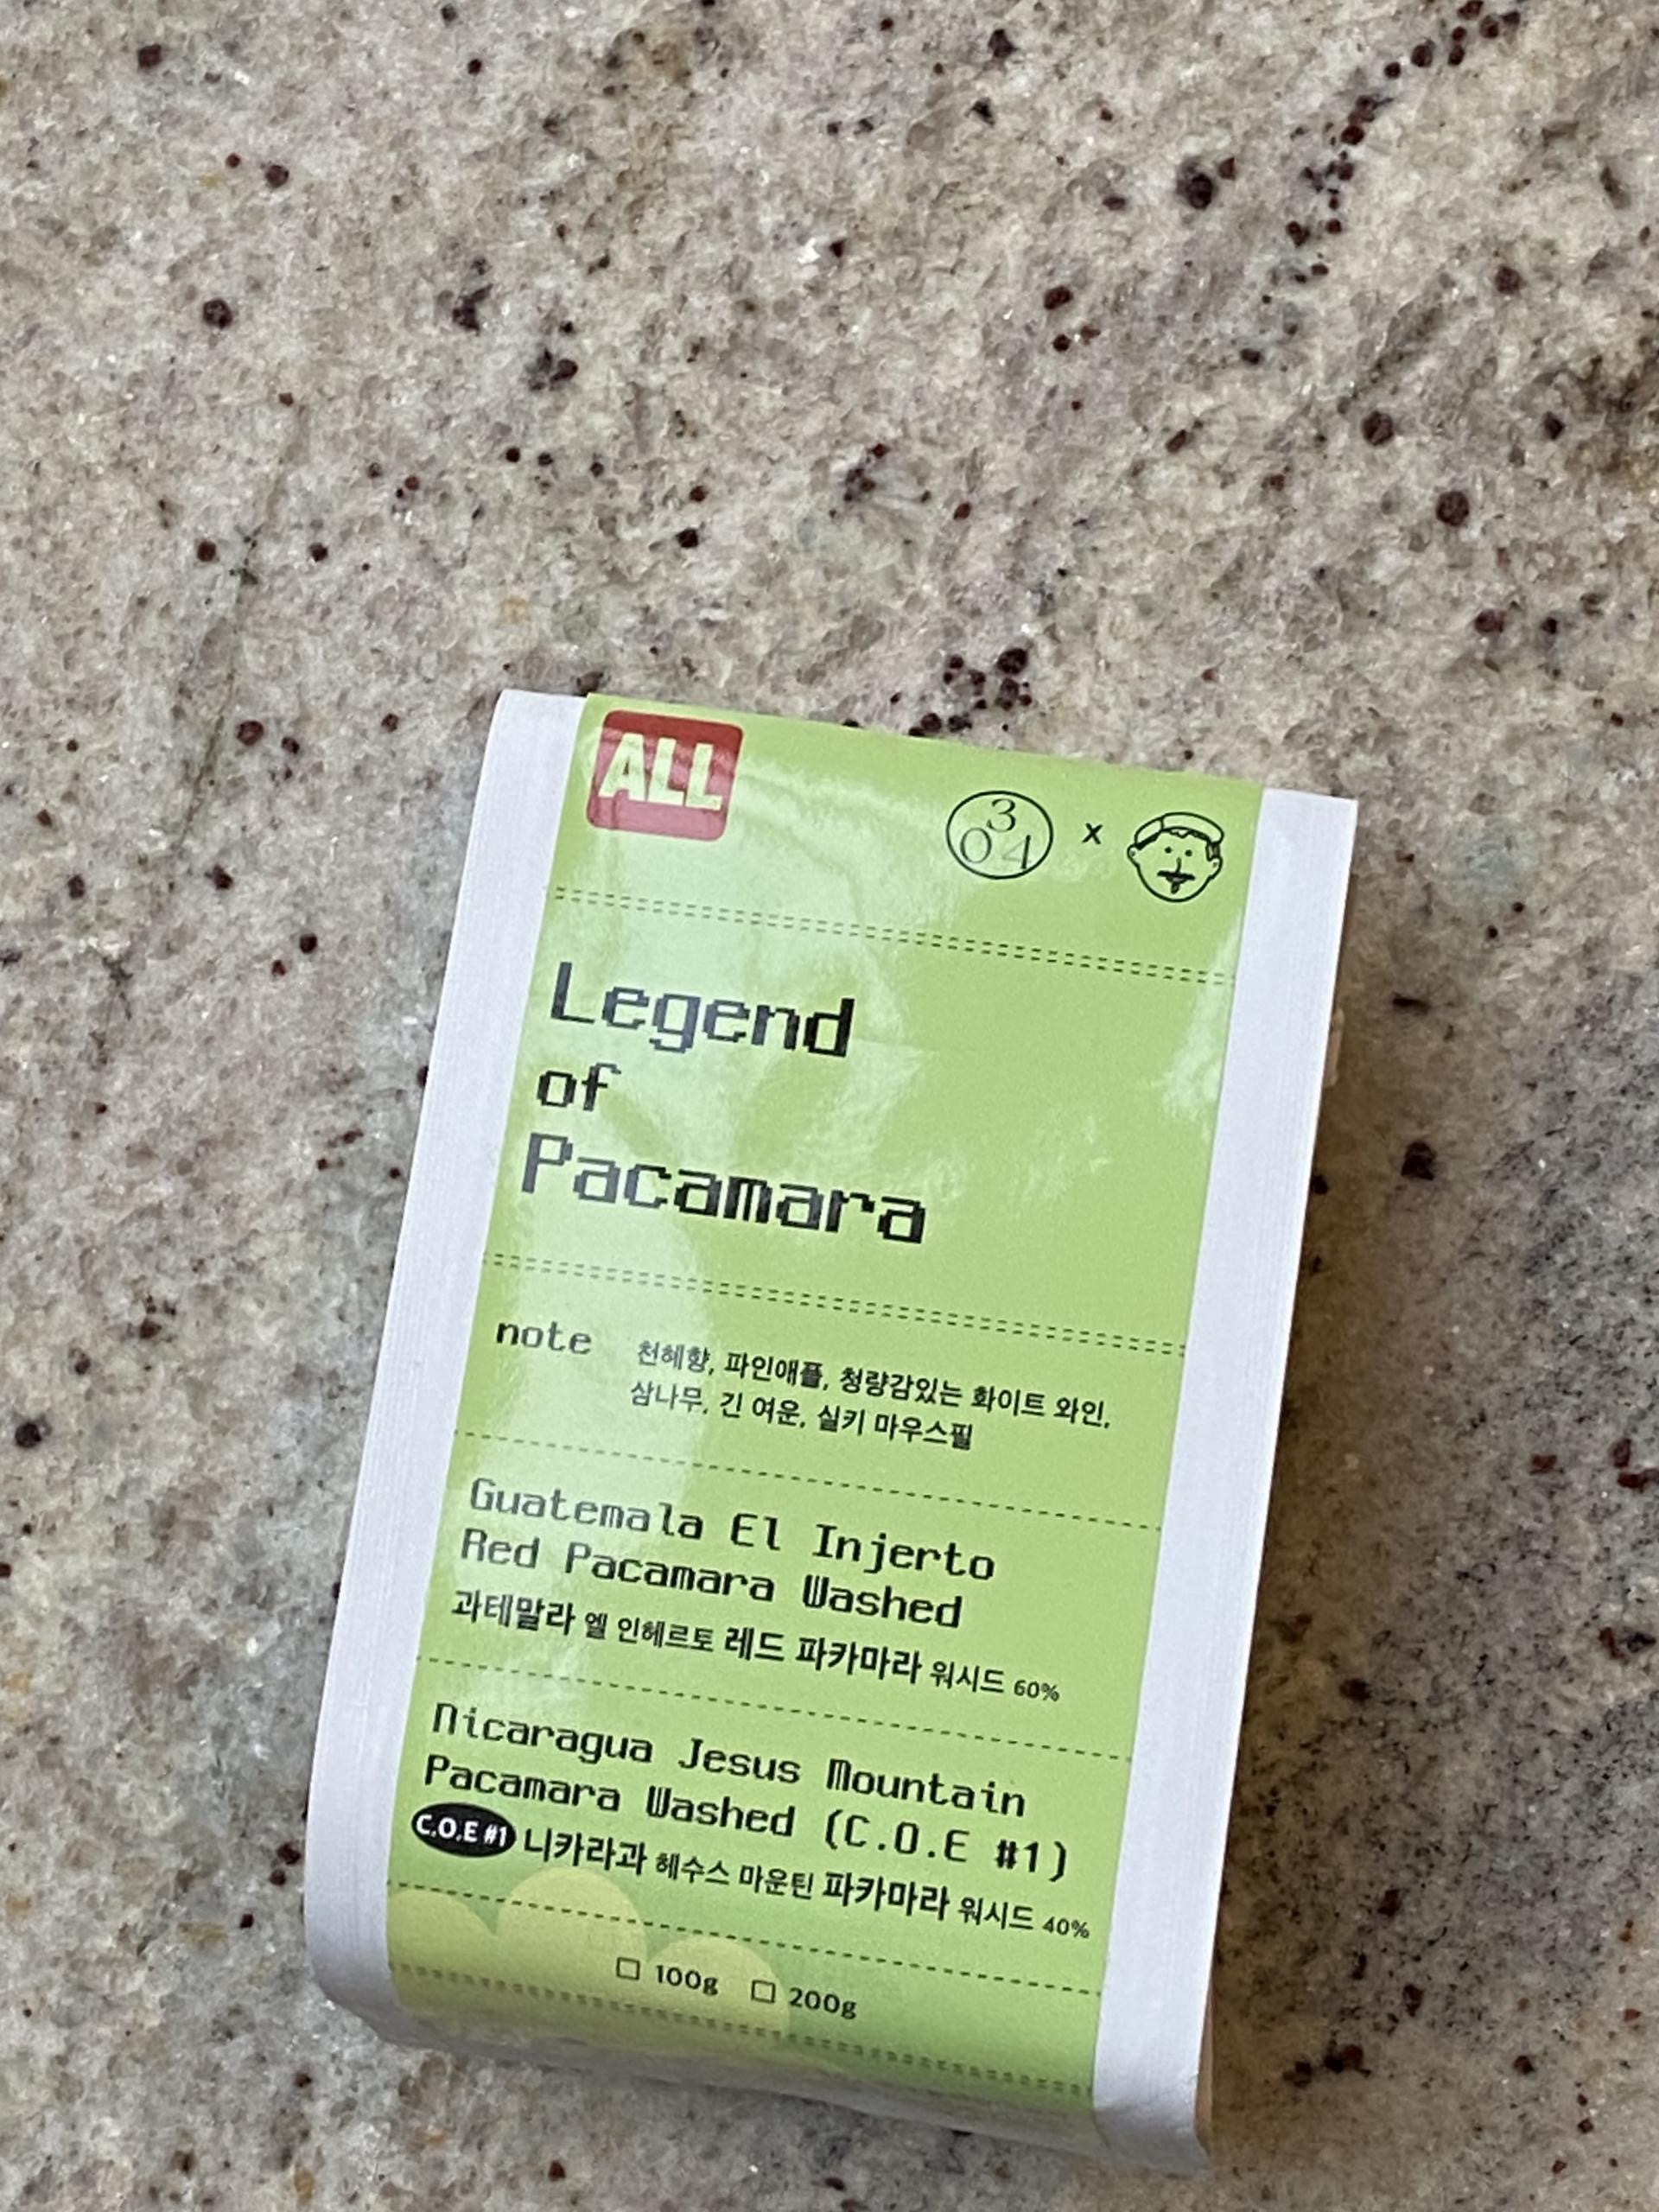 ALL
3
04 x
Legend
of
Pacamara
note
천혜향, 파인애플, 청량감있는 화이트 와인,
삼나무, 긴 여운, 실키 마우스필
Guatemala El Injerto
Red Pacamara Washed
과테말라 엘 인헤르토 레드 파카마라 워시드 60%
Nicaragua Jesus Mountain
Pacamara Washed (C.O.E #1)
C.O.E #1 니카라과 헤수스 마운틴 파카마라 워시드 40%
☐ 100g ☐ 200g